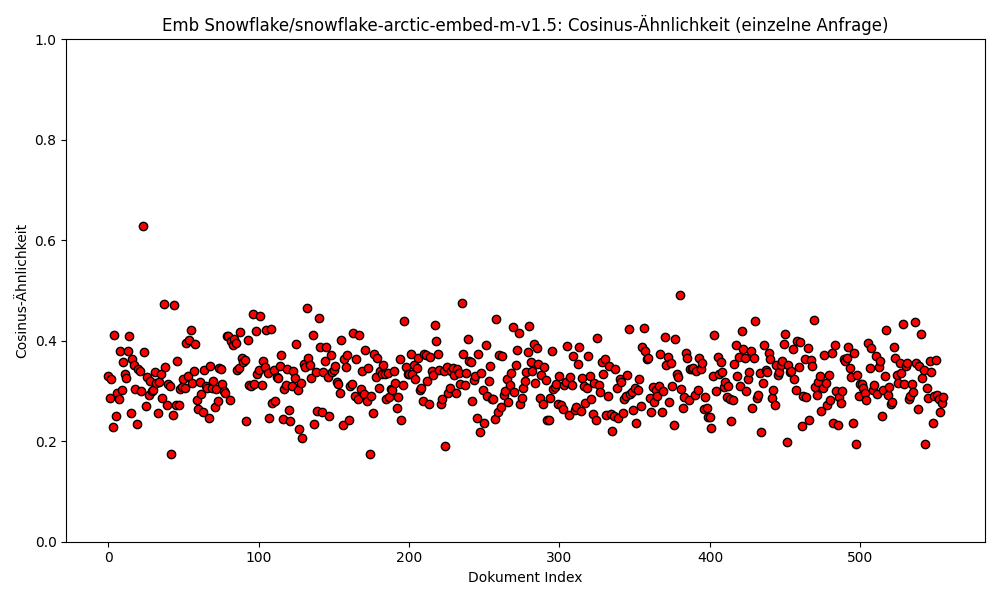 Emb Snowflake/snowflake-arctic-embed-m-v1.5: Cosinus-Ähnlichkeit (einzelne Anfrage)
1.0
0.8
0.6
0.4
0.2
0.0
Cosinus-Ähnlichkeit
0 100 200 300 400 500
Dokument Index